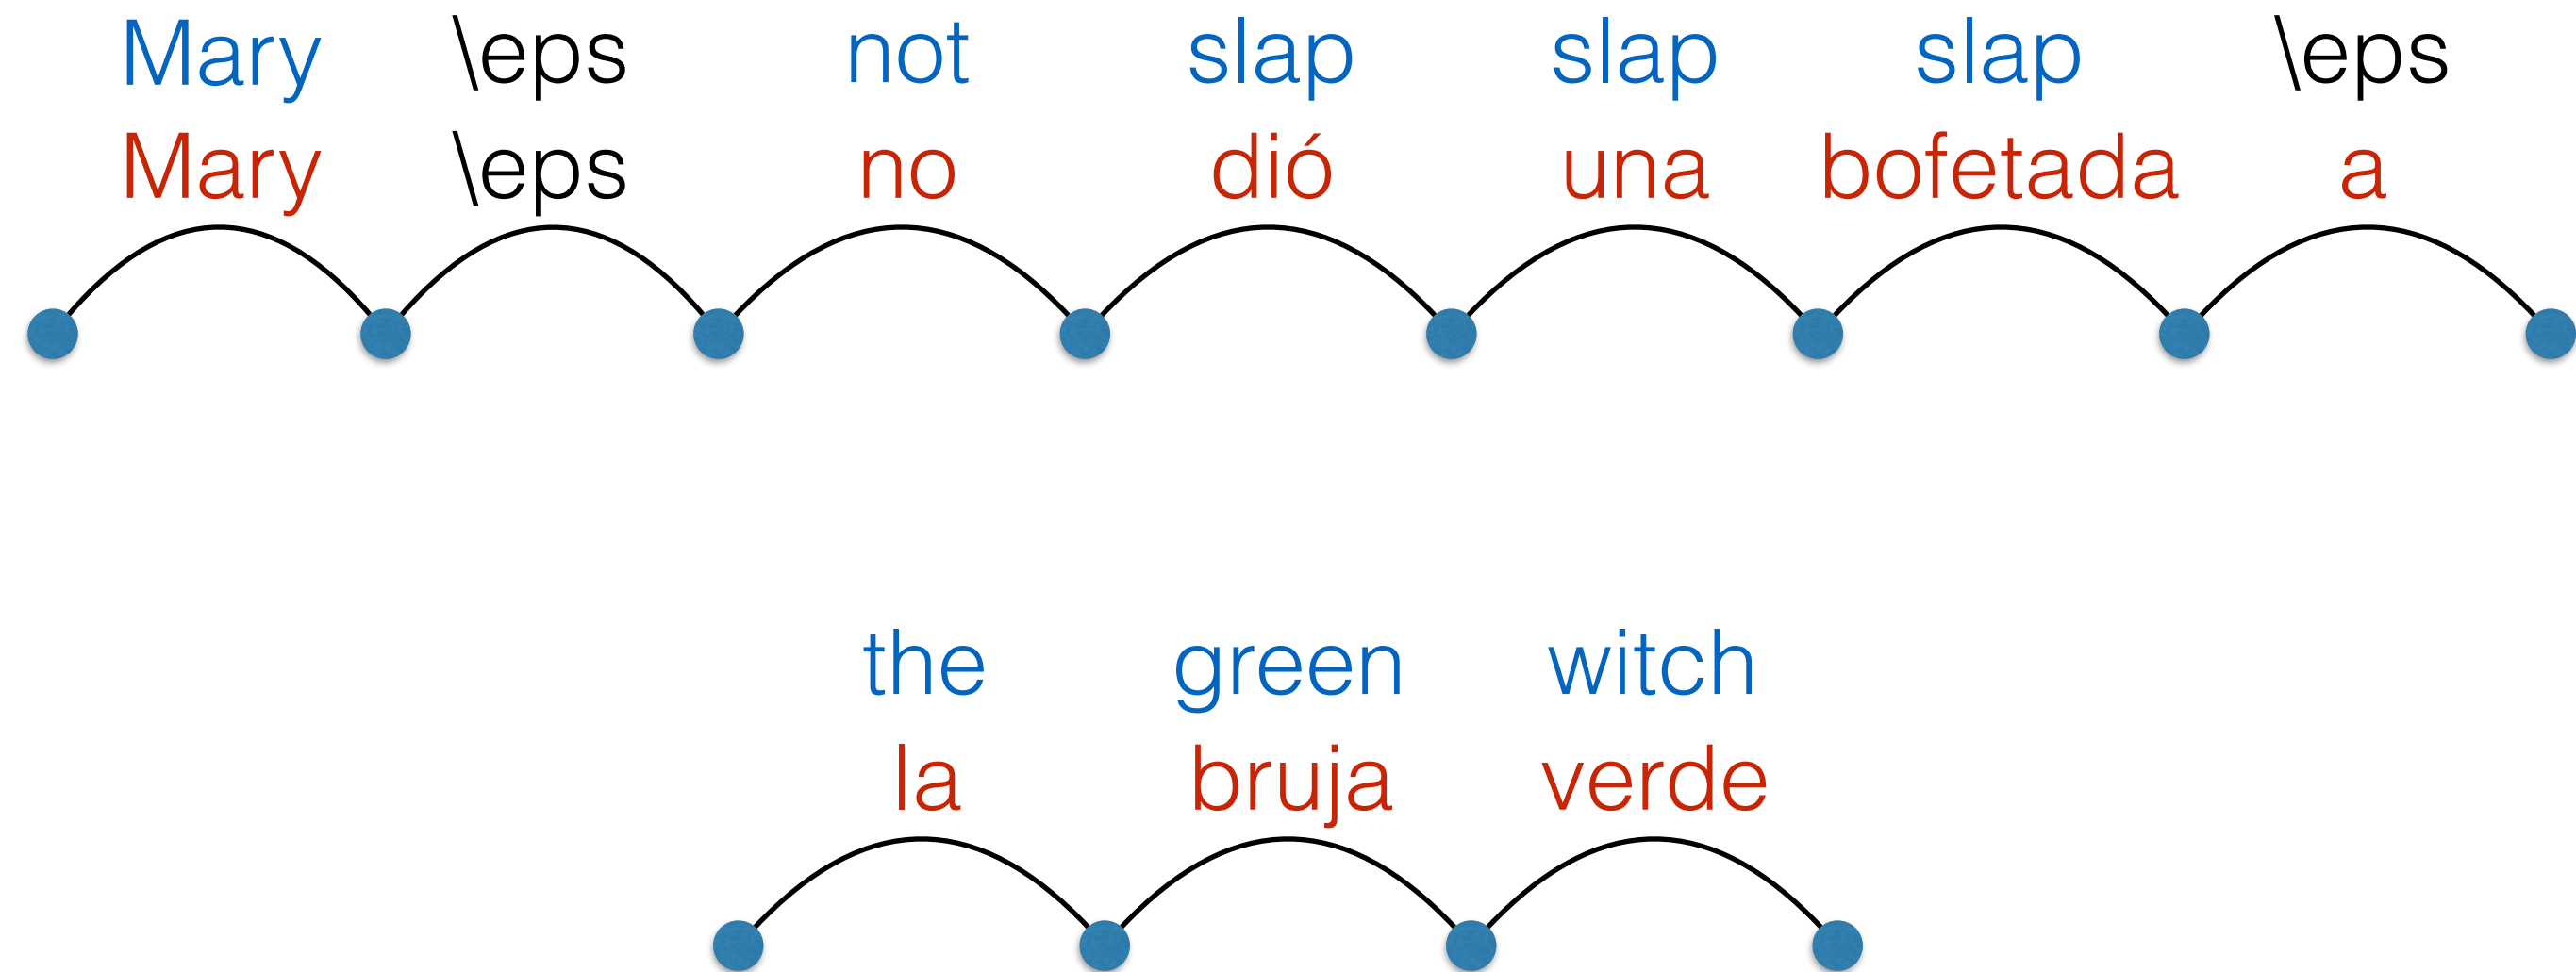 Mary \eps not slap slap slap \eps
Mary \eps no dió una bofetada a
the green witch
la bruja verde